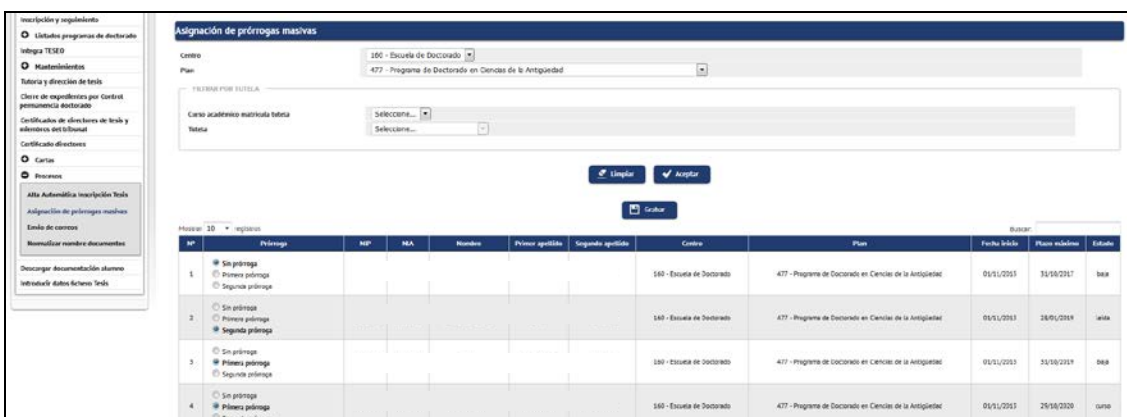 Inscripción y seguimiento
Listados programas de doctorado
Integra TESEO
Mantenimientos
Tutoría y dirección de tesis
Cierre de expedientes por Control
permanencia doctorado
Certificados de directores de tesis y
miembros del tribunal
Certificado directores
Cartas
Procesos
Alta Automática Inscripción Tesis
Asignación de prórrogas masivas
Envío de correos
Normalizar nombre documentos
Descargar documentación alumno
Introducir datos fichero Tesis
Asignación de prórrogas masivas
Centro 160 - Escuela de Doctorado
Plan 477 - Programa de Doctorado en Ciencias de la Antigüedad
FILTRAR POR TUTELA
Curso académico matrícula tutela Seleccione...
Tutela Seleccione...
Limpiar Aceptar
Grabar
Mostrar 10 registros Buscar:
Nº Prórroga NIP NIA Nombre Primer apellido Segundo apellido Centro Plan Fecha inicio Plazo máximo Estado
Sin prórroga
1 Primera prórroga 160 - Escuela de Doctorado 477 - Programa de Doctorado en Ciencias de la Antigüedad 01/11/2013 31/10/2017 baja
Segunda prórroga
Sin prórroga
2 Primera prórroga 160 - Escuela de Doctorado 477 - Programa de Doctorado en Ciencias de la Antigüedad 01/11/2013 28/01/2019 leída
Segunda prórroga
Sin prórroga
3 Primera prórroga 160 - Escuela de Doctorado 477 - Programa de Doctorado en Ciencias de la Antigüedad 01/11/2013 31/10/2019 baja
Segunda prórroga
Sin prórroga
4 Primera prórroga 160 - Escuela de Doctorado 477 - Programa de Doctorado en Ciencias de la Antigüedad 01/11/2013 29/10/2020 curso